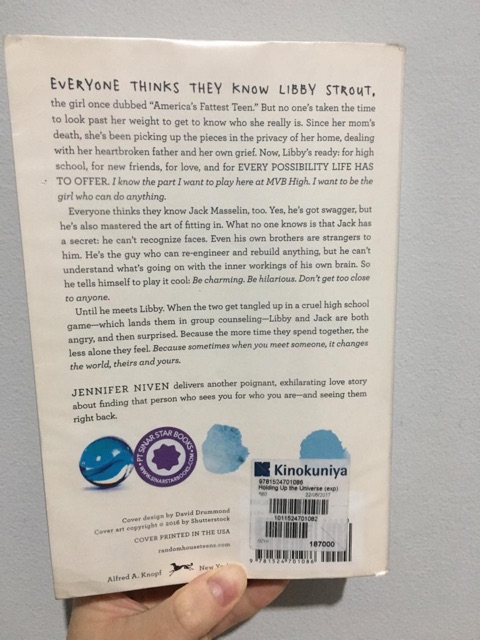 EVERYONE THINKS THEY KNOW LIBBY STROUT,
the girl once dubbed "America's Fattest Teen." But no one's taken the time
to look past her weight to get to know who she really is. Since her mom's
death, she's been picking up the pieces in the privacy of her home, dealing
with her heartbroken father and her own grief. Now, Libby's ready: for high
school, for new friends, for love, and for EVERY POSSIBILITY LIFE HAS
TO OFFER. I know the part I want to play here at MVB High. I want to be the
girl who can do anything.
Everyone thinks they know Jack Masselin, too. Yes, he's got swagger, but
he's also mastered the art of fitting in. What no one knows is that Jack has
a secret: he can't recognize faces. Even his own brothers are strangers to
him. He's the guy who can re-engineer and rebuild anything, but he can't
understand what's going on with the inner workings of his own brain. So
he tells himself to play it cool: Be charming. Be hilarious. Don't get too close
to anyone.
Until he meets Libby. When the two get tangled up in a cruel high school
game—which lands them in group counseling—Libby and Jack are both
angry, and then surprised. Because the more time they spend together, the
less alone they feel. Because sometimes when you meet someone, it changes
the world, theirs and yours.
JENNIFER NIVEN delivers another poignant, exhilarating love story
about finding that person who sees you for who you are—and seeing them
right back.
PT SINAR STAR BOOKS
WWW.SINARSTARBOOKS.COM
Kinokuniya
9781524701086
Holding Up the Universe (exp)
1011524701082
187000
9 781524 701086
Cover design by David Drummond
Cover art copyright © 2016 by Shutterstock
COVER PRINTED IN THE USA
randomhouseteens.com
Alfred A. Knopf New